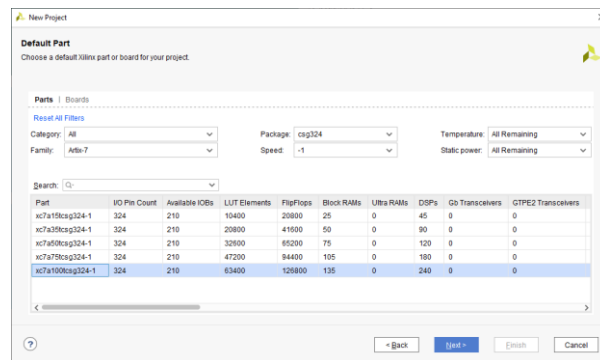 New Project
Default Part
Choose a default Xilinx part or board for your project.
Parts | Boards
Reset All Filters
Category: All Package: csg324 Temperature: All Remaining
Family: Artix-7 Speed: -1 Static power: All Remaining
Search: Q-
Part I/O Pin Count Available IOBs LUT Elements FlipFlops Block RAMs Ultra RAMs DSPs Gb Transceivers GTPE2 Transceivers
xc7a15tcsg324-1 324 210 10400 20800 25 0 45 0 0
xc7a35tcsg324-1 324 210 20800 41600 50 0 90 0 0
xc7a50tcsg324-1 324 210 32600 65200 75 0 120 0 0
xc7a75tcsg324-1 324 210 47200 94400 105 0 180 0 0
xc7a100tcsg324-1 324 210 63400 126800 135 0 240 0 0
? < Back Next > Finish Cancel